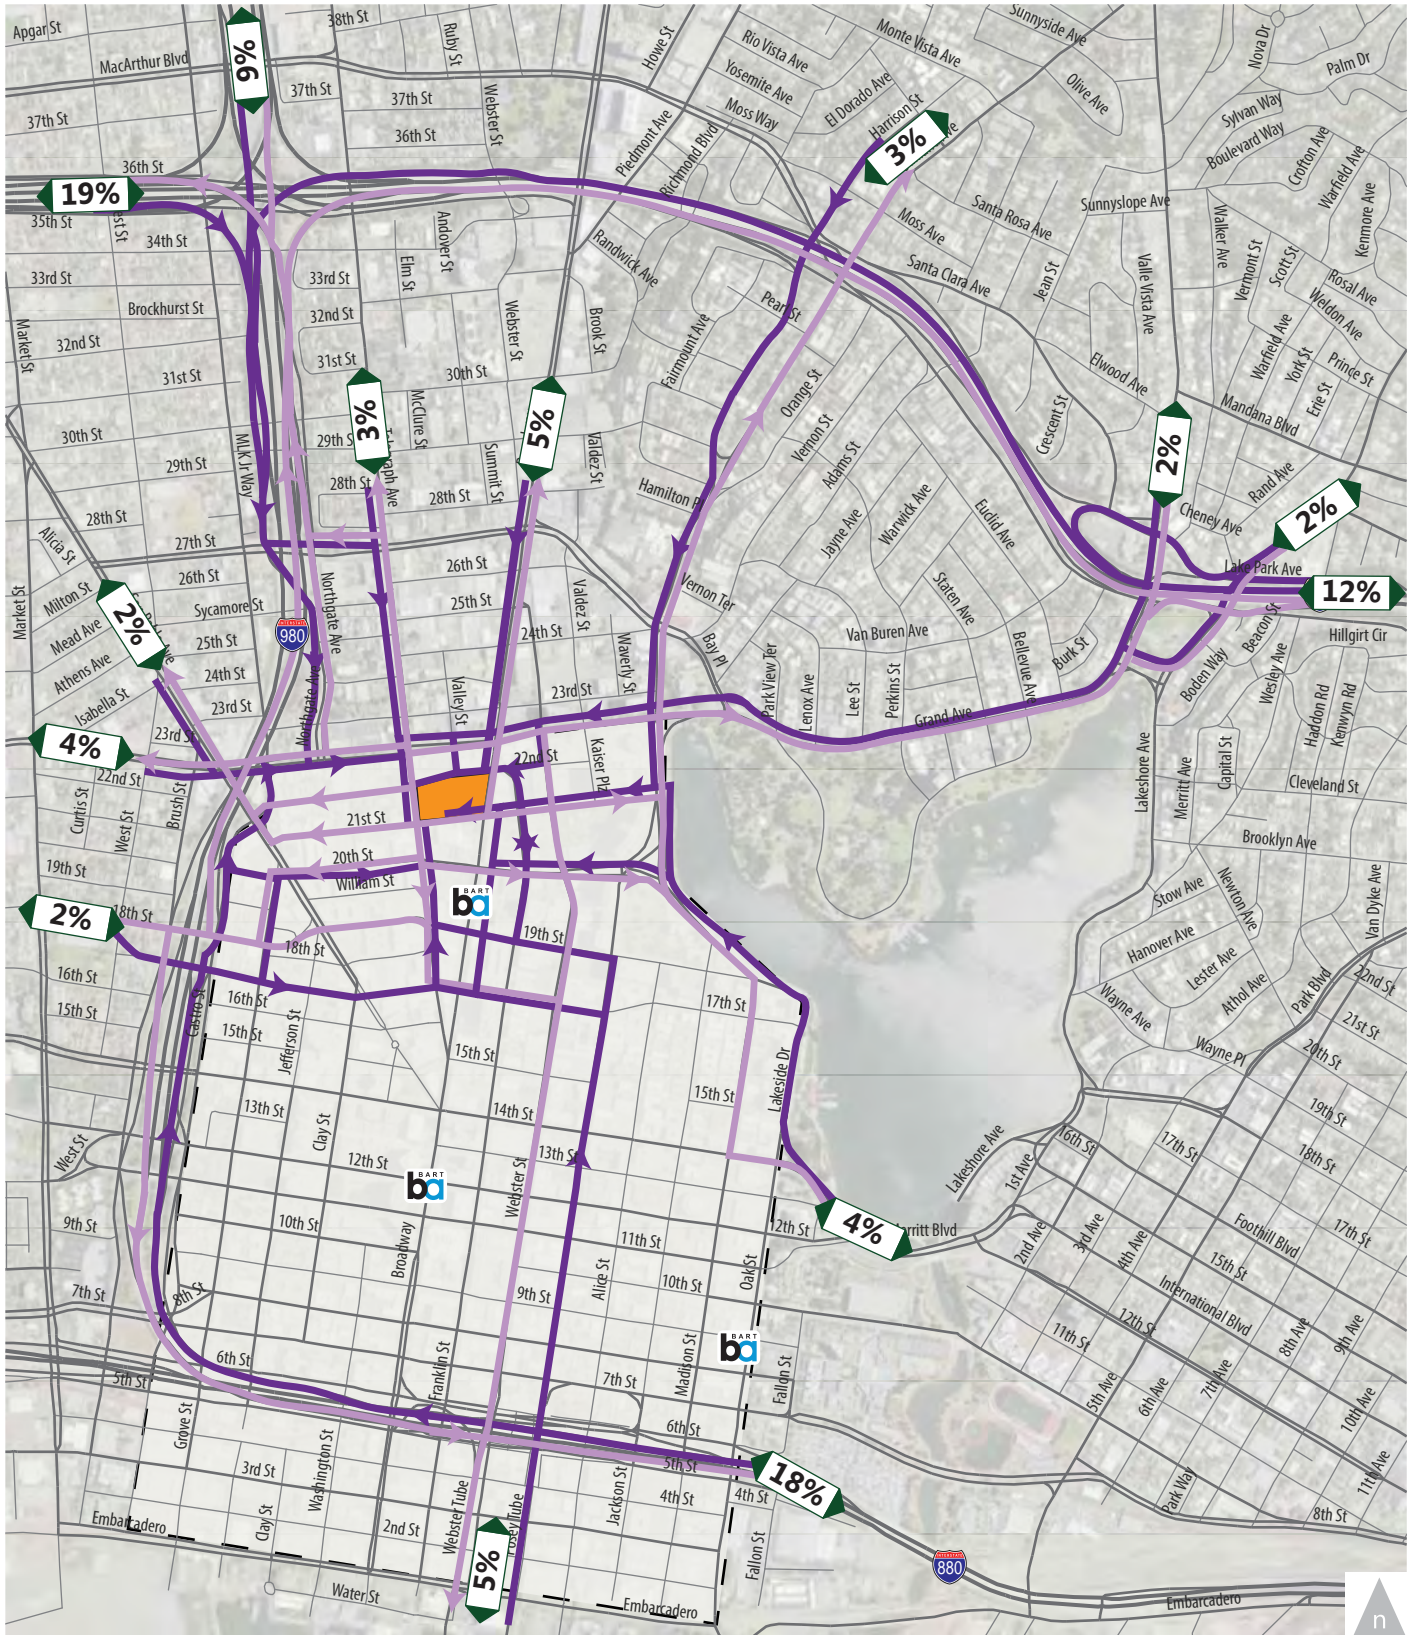 Apgar St
38th St
Ruby St
Howe St
Rio Vista Ave
Monte Vista Ave
Sunnyside Ave
Nova Dr
Palm Dr
MacArthur Blvd
9%
37th St
37th St
Webster St
Yosemite Ave
El Dorado Ave
Olive Ave
Sylvan Way
37th St
36th St
Piedmont Ave
Moss Way
Harrison St
3%
Boulevard Way
Crofton Ave
Warfield Ave
36th St
Richmond Blvd
19%
35th St
34th St
Andover St
Randwick Ave
Moss Ave
Santa Rosa Ave
Sunnyslope Ave
Walker Ave
Kenmore Ave
33rd St
33rd St
Elm St
Santa Clara Ave
Jean St
Valle Vista Ave
Vermont St
Scott St
Rosal Ave
Brockhurst St
32nd St
Webster St
Brook St
Pearl St
Weldon Ave
Market St
32nd St
31st St
30th St
Fairmount Ave
Elwood Ave
Warfield Ave
York St
Prince St
31st St
3%
McClure St
5%
Orange St
Erie St
30th St
MLK Jr Way
29th St
Summit St
Valdez St
Vernon St
Crescent St
2%
Mandana Blvd
29th St
28th St
28th St
Hamilton Pl
Adams St
Rand Ave
28th St
Alicia St
27th St
Jayne Ave
Warwick Ave
Euclid Ave
Cheney Ave
2%
Market St
Milton St
26th St
26th St
Northgate Ave
Vernon Ter
Staten Ave
Lake Park Ave
12%
Mead Ave
2%
Sycamore St
980
25th St
Valdez St
Beacon St
Hillgirt Cir
Athens Ave
25th St
24th St
Waverly St
Bay Pl
Van Buren Ave
Bellevue Ave
Burk St
Isabella St
24th St
Valley St
23rd St
Park View Ter
Lenox Ave
Lee St
Perkins St
Boden Way
Wesley Ave
Haddon Rd
Kenwyn Rd
23rd St
Northgate Ave
Grand Ave
4%
23rd St
22nd St
22nd St
Kaiser Plz
Lakeshore Ave
Merritt Ave
Capital St
Cleveland St
Curtis St
West St
Brush St
21st St
Brooklyn Ave
19th St
20th St
William St
BART
ba
Stow Ave
Newton Ave
Van Dyke Ave
2%
18th St
18th St
19th St
Hanover Ave
Lester Ave
Athol Ave
Park Blvd
22nd St
16th St
Castro St
16th St
17th St
Wayne Ave
15th St
15th St
Jefferson St
15th St
Lakeside Dr
Wayne Pl
21st St
20th St
13th St
Clay St
14th St
15th St
19th St
West St
12th St
13th St
Webster St
Lakeshore Ave
16th St
1st Ave
17th St
18th St
BART
ba
9th St
10th St
Broadway
11th St
12th St
4%
2nd Ave
3rd Ave
4th Ave
Foothill Blvd
17th St
15th St
7th St
8th St
9th St
Alice St
10th St
Oak St
International Blvd
12th St
11th St
8th Ave
9th Ave
BART
ba
6th St
5th St
Franklin St
7th St
Madison St
Fallon St
5th Ave
6th Ave
7th Ave
10th Ave
Grove St
6th St
3rd St
Washington St
5th St
18%
11th Ave
Clay St
Webster Tube
Jackson St
4th St
4th St
Park Way
8th St
Embarcadero
2nd St
5%
Fallon St
INTERSTATE
880
Water St
Embarcadero
Embarcadero
n